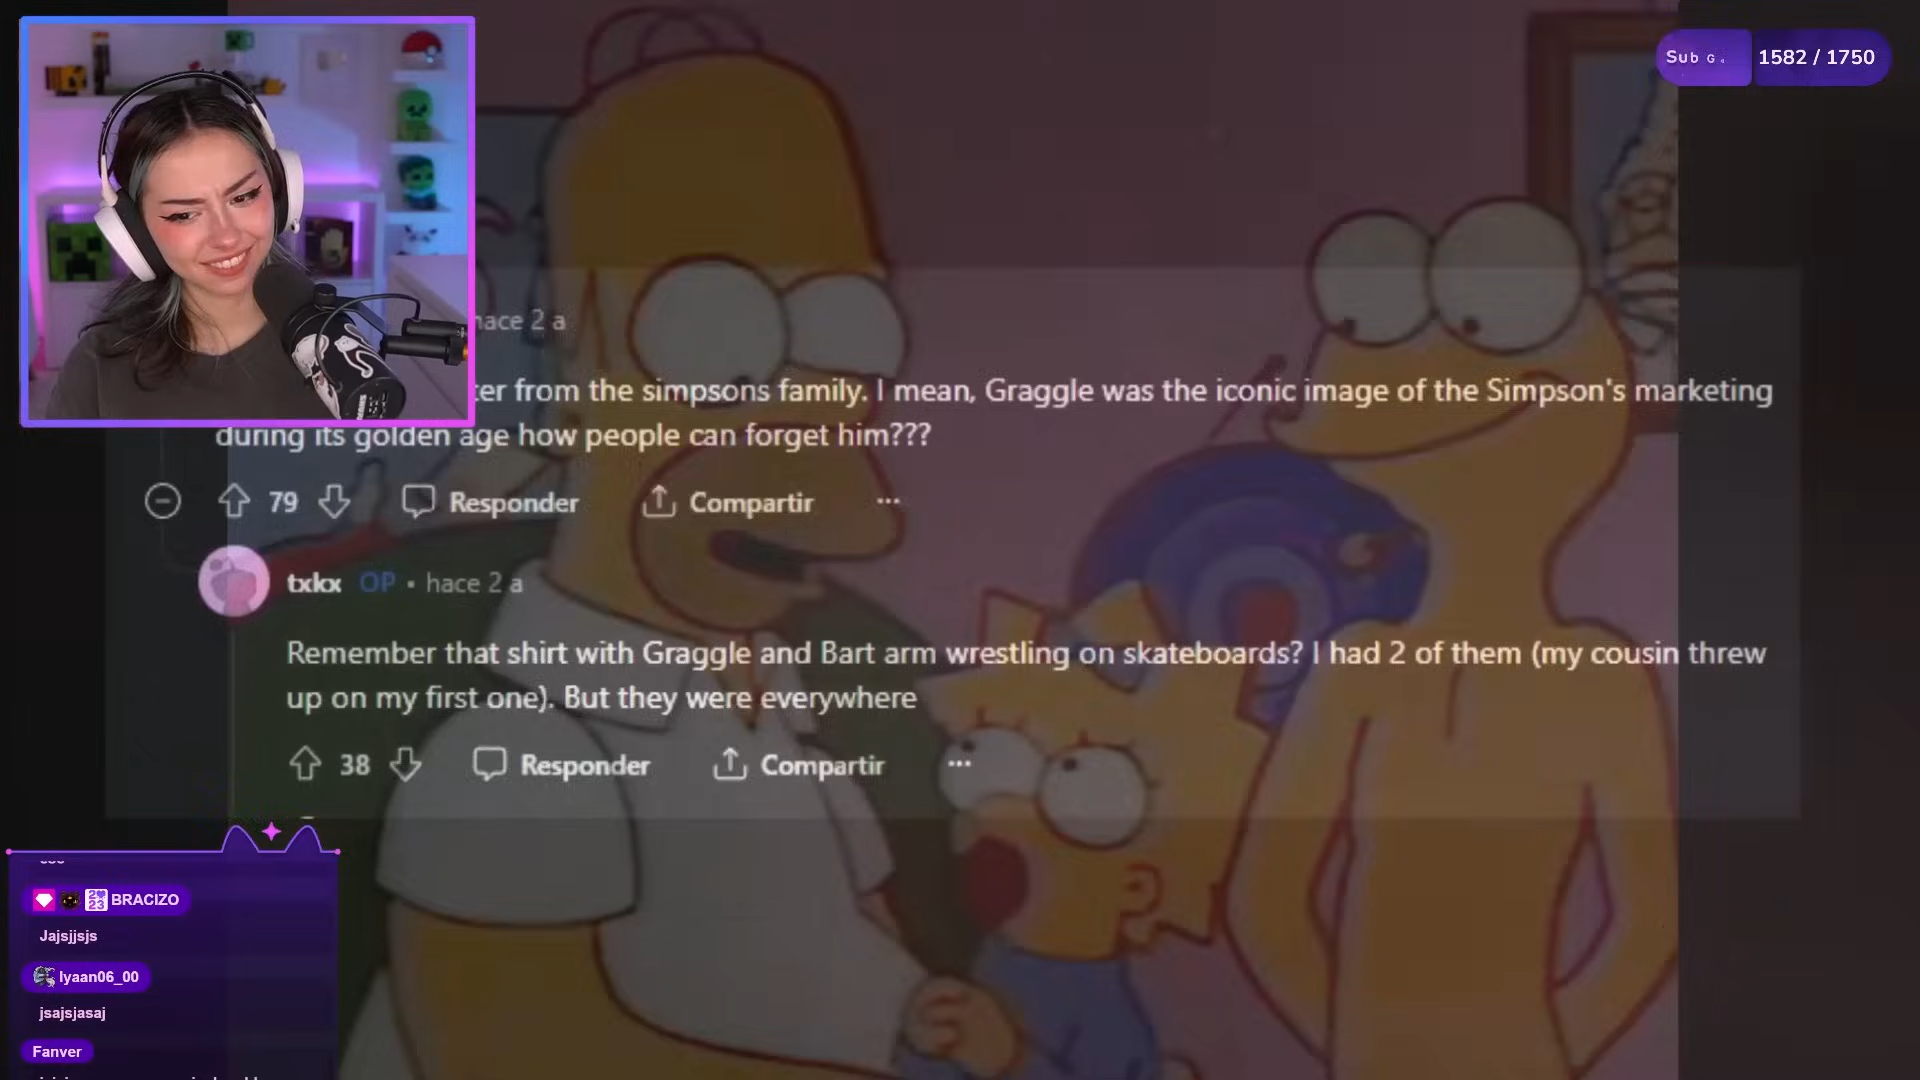 Sub G
1582 / 1750
hace 2 a
ter from the simpsons family. I mean, Graggle was the iconic image of the Simpson's marketing
during its golden age how people can forget him???
79
Responder
Compartir
...
txkx OP • hace 2 a
Remember that shirt with Graggle and Bart arm wrestling on skateboards? I had 2 of them (my cousin threw
up on my first one). But they were everywhere
38
Responder
Compartir
...
BRACIZO
Jajsjjsjs
lyaan06_00
jsajsjasaj
Fanver